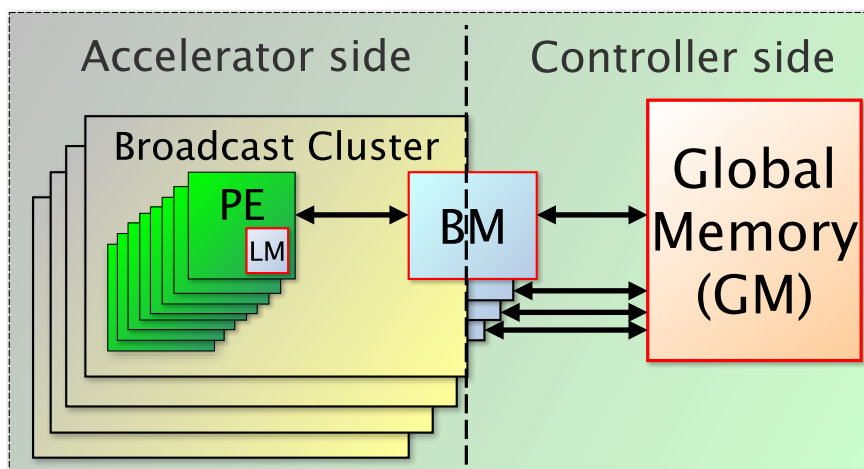 Accelerator side
Controller side
Broadcast Cluster
PE
LM
BM
Global
Memory
(GM)